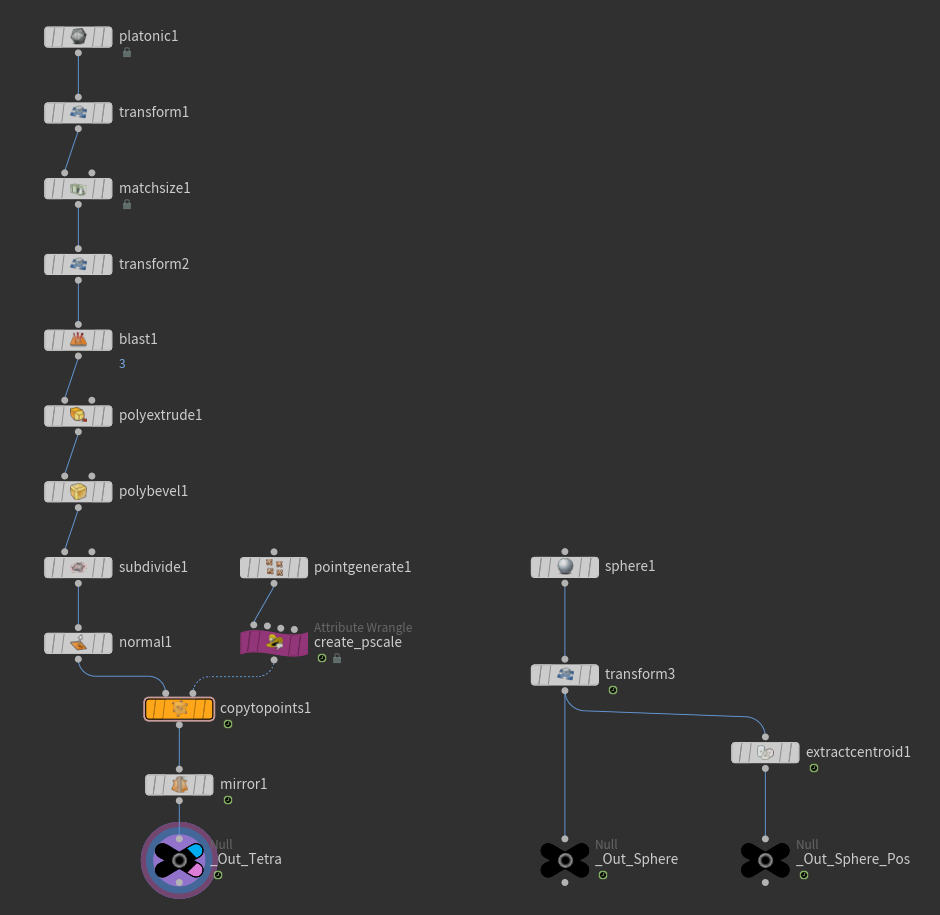 platonic1
transform1
matchsize1
transform2
blast1
3
polyextrude1
polybevel1
subdivide1
pointgenerate1
sphere1
normal1
Attribute Wrangle
create_pscale
transform3
copytopoints1
extractcentroid1
mirror1
Null
_Out_Tetra
Null
_Out_Sphere
Null
_Out_Sphere_Pos